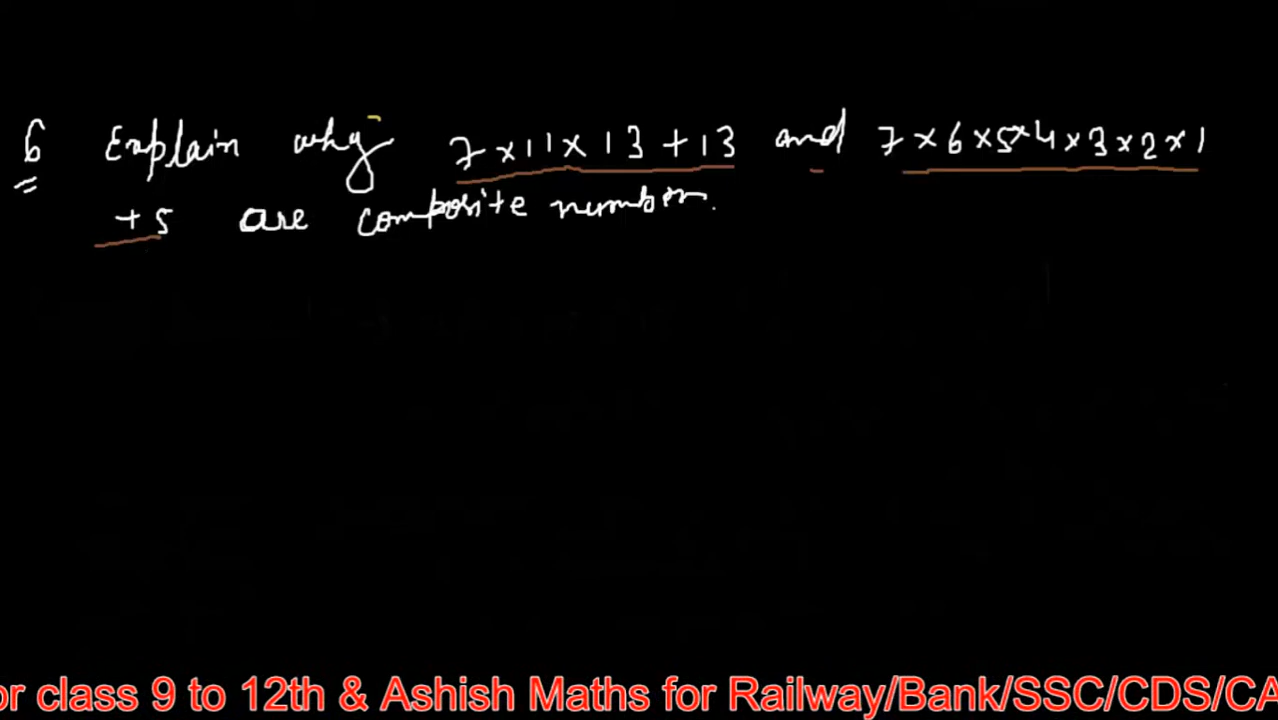 6 Explain why 7 × 11 × 13 + 13 and 7 × 6 × 5 × 4 × 3 × 2 × 1
+ 5 are composite number.
or class 9 to 12th & Ashish Maths for Railway/Bank/SSC/CDS/CA